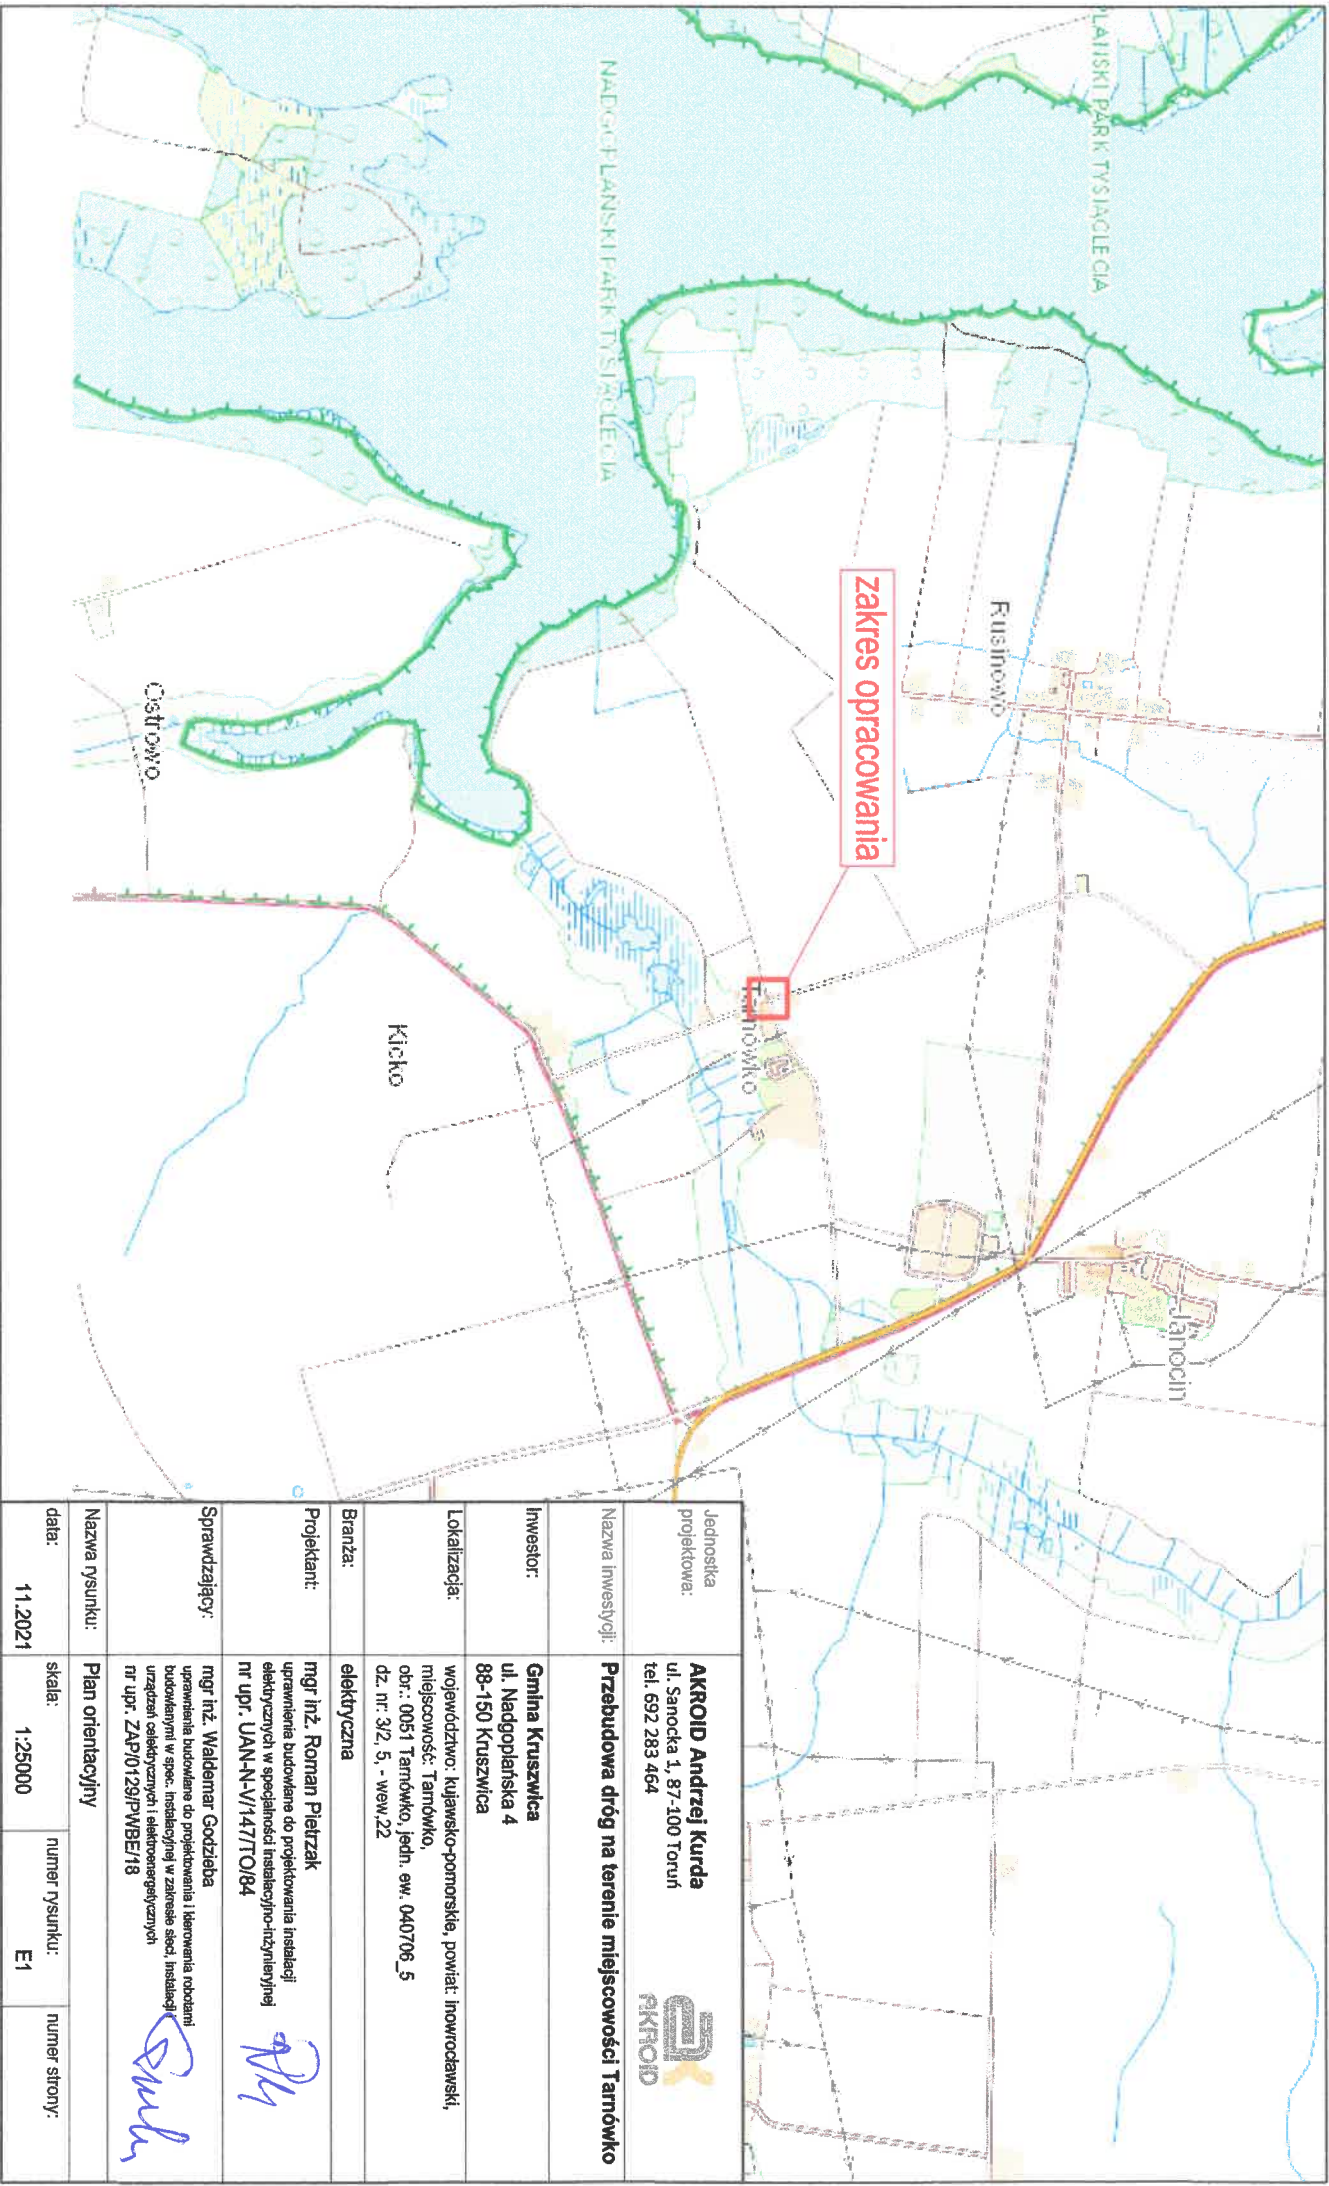 NADGOPLAŃSKI PARK TYSIĄCLECIA
PLAŃSKI PARK TYSIĄCLECIA
Rusinowo
zakres opracowania
Ostrowo
Tarnówko
Kicko
Janocin
Jednostka projektowa:
AKROID Andrzej Kurda
ul. Sanocka 1, 87-100 Toruń
tel. 692 283 464
AKROID
Nazwa inwestycji:
Przebudowa dróg na terenie miejscowości Tarnówko
Inwestor:
Gmina Kruszwica
ul. Nadgoplańska 4
88-150 Kruszwica
Lokalizacja:
województwo: kujawsko-pomorskie, powiat: inowrocławski,
miejscowość: Tarnówko,
obr.: 0051 Tarnówko, jedn. ew. 040706_5
dz. nr: 3/2, 5, - wew,22
Branża:
elektryczna
Projektant:
mgr inż. Roman Pietrzak
uprawnienia budowlane do projektowania instalacji
elektrycznych w specjalności instalacyjno-inżynieryjnej
nr upr. UAN-N-V/147/TO/84
Sprawdzający:
mgr inż. Waldemar Godzieba
uprawnienia budowlane do projektowania i kierowania robotami
budowlanymi w spec. instalacyjnej w zakresie sieci, instalacji i
urządzeń celektrycznych i elektroenergetycznych
nr upr. ZAP/0129/PWBE/18
Nazwa rysunku:
Plan orientacyjny
data:
11.2021
skala:
1:25000
numer rysunku:
E1
numer strony: